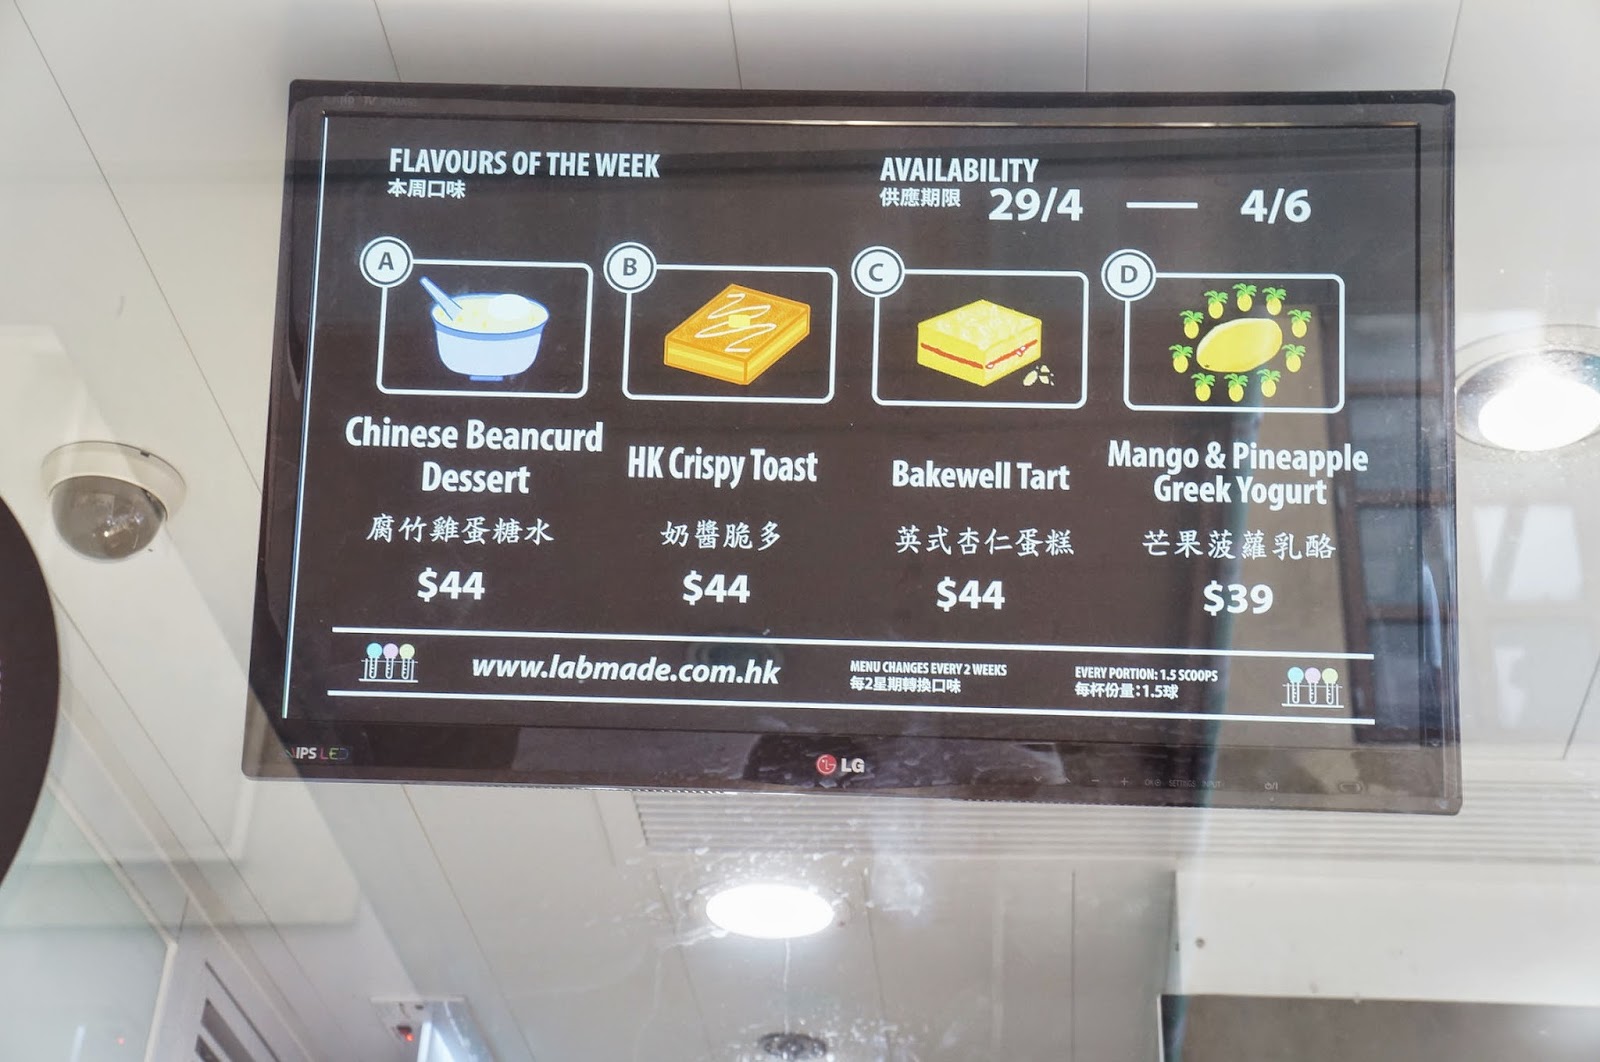 FLAVOURS OF THE WEEK
本周口味
AVAILABILITY
供應期限 29/4 — 4/6
A
B
C
D
Chinese Beancurd
Dessert
腐竹雞蛋糖水
$44
HK Crispy Toast
奶醬脆多
$44
Bakewell Tart
英式杏仁蛋糕
$44
Mango & Pineapple
Greek Yogurt
芒果菠蘿乳酪
$39
www.labmade.com.hk
MENU CHANGES EVERY 2 WEEKS
每2星期轉換口味
EVERY PORTION: 1.5 SCOOPS
每杯份量：1.5球
IPS LED
LG
SETTINGS INPUT